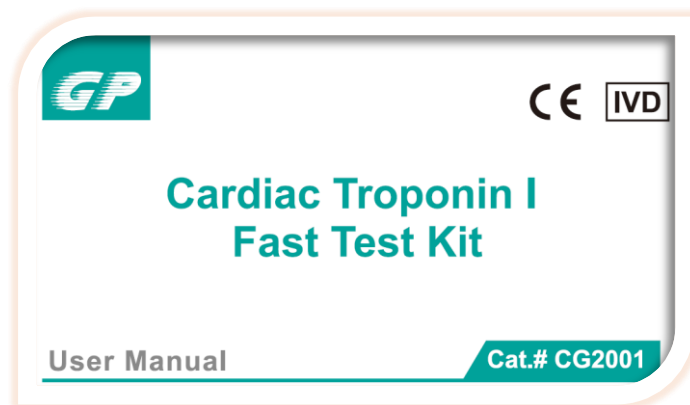 GP
CE IVD
Cardiac Troponin I
Fast Test Kit
User Manual
Cat.# CG2001